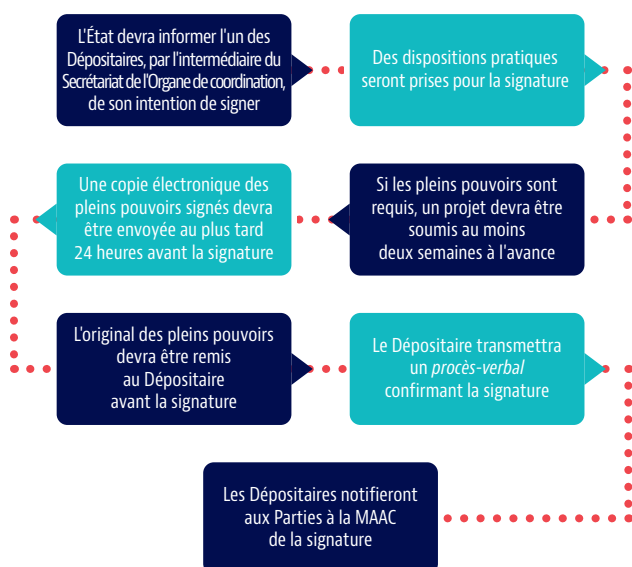 L'État devra informer l'un des
Dépositaires, par l'intermédiaire du
Secrétariat de l'Organe de coordination,
de son intention de signer
Des dispositions pratiques
seront prises pour la signature
Si les pleins pouvoirs sont
requis, un projet devra être
soumis au moins
deux semaines à l'avance
Une copie électronique des
pleins pouvoirs signés devra
être envoyée au plus tard
24 heures avant la signature
L'original des pleins pouvoirs
devra être remis
au Dépositaire
avant la signature
Le Dépositaire transmettra
un procès-verbal
confirmant la signature
Les Dépositaires notifieront
aux Parties à la MAAC
de la signature